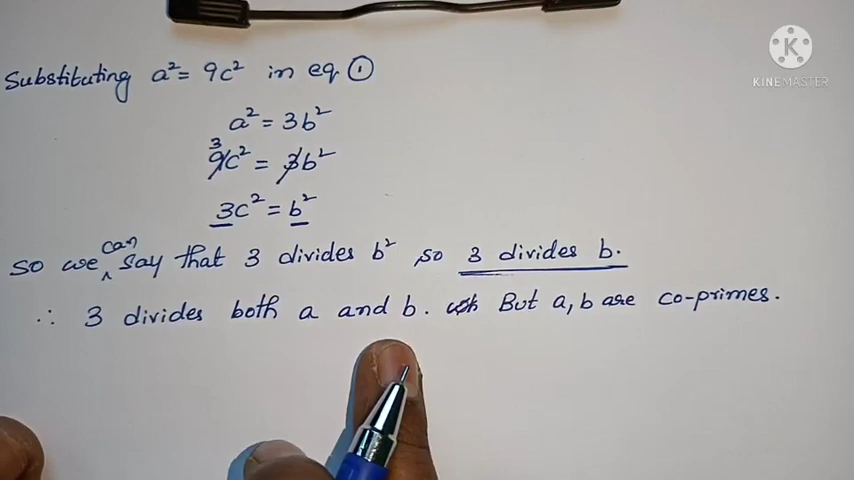 Substituting a² = 9c² in eq ①
a² = 3b²
3
9c² = 3b²
3c² = b²
so we can say that 3 divides b², so 3 divides b.
∴ 3 divides both a and b. But a, b are co-primes.
K
KINEMASTER